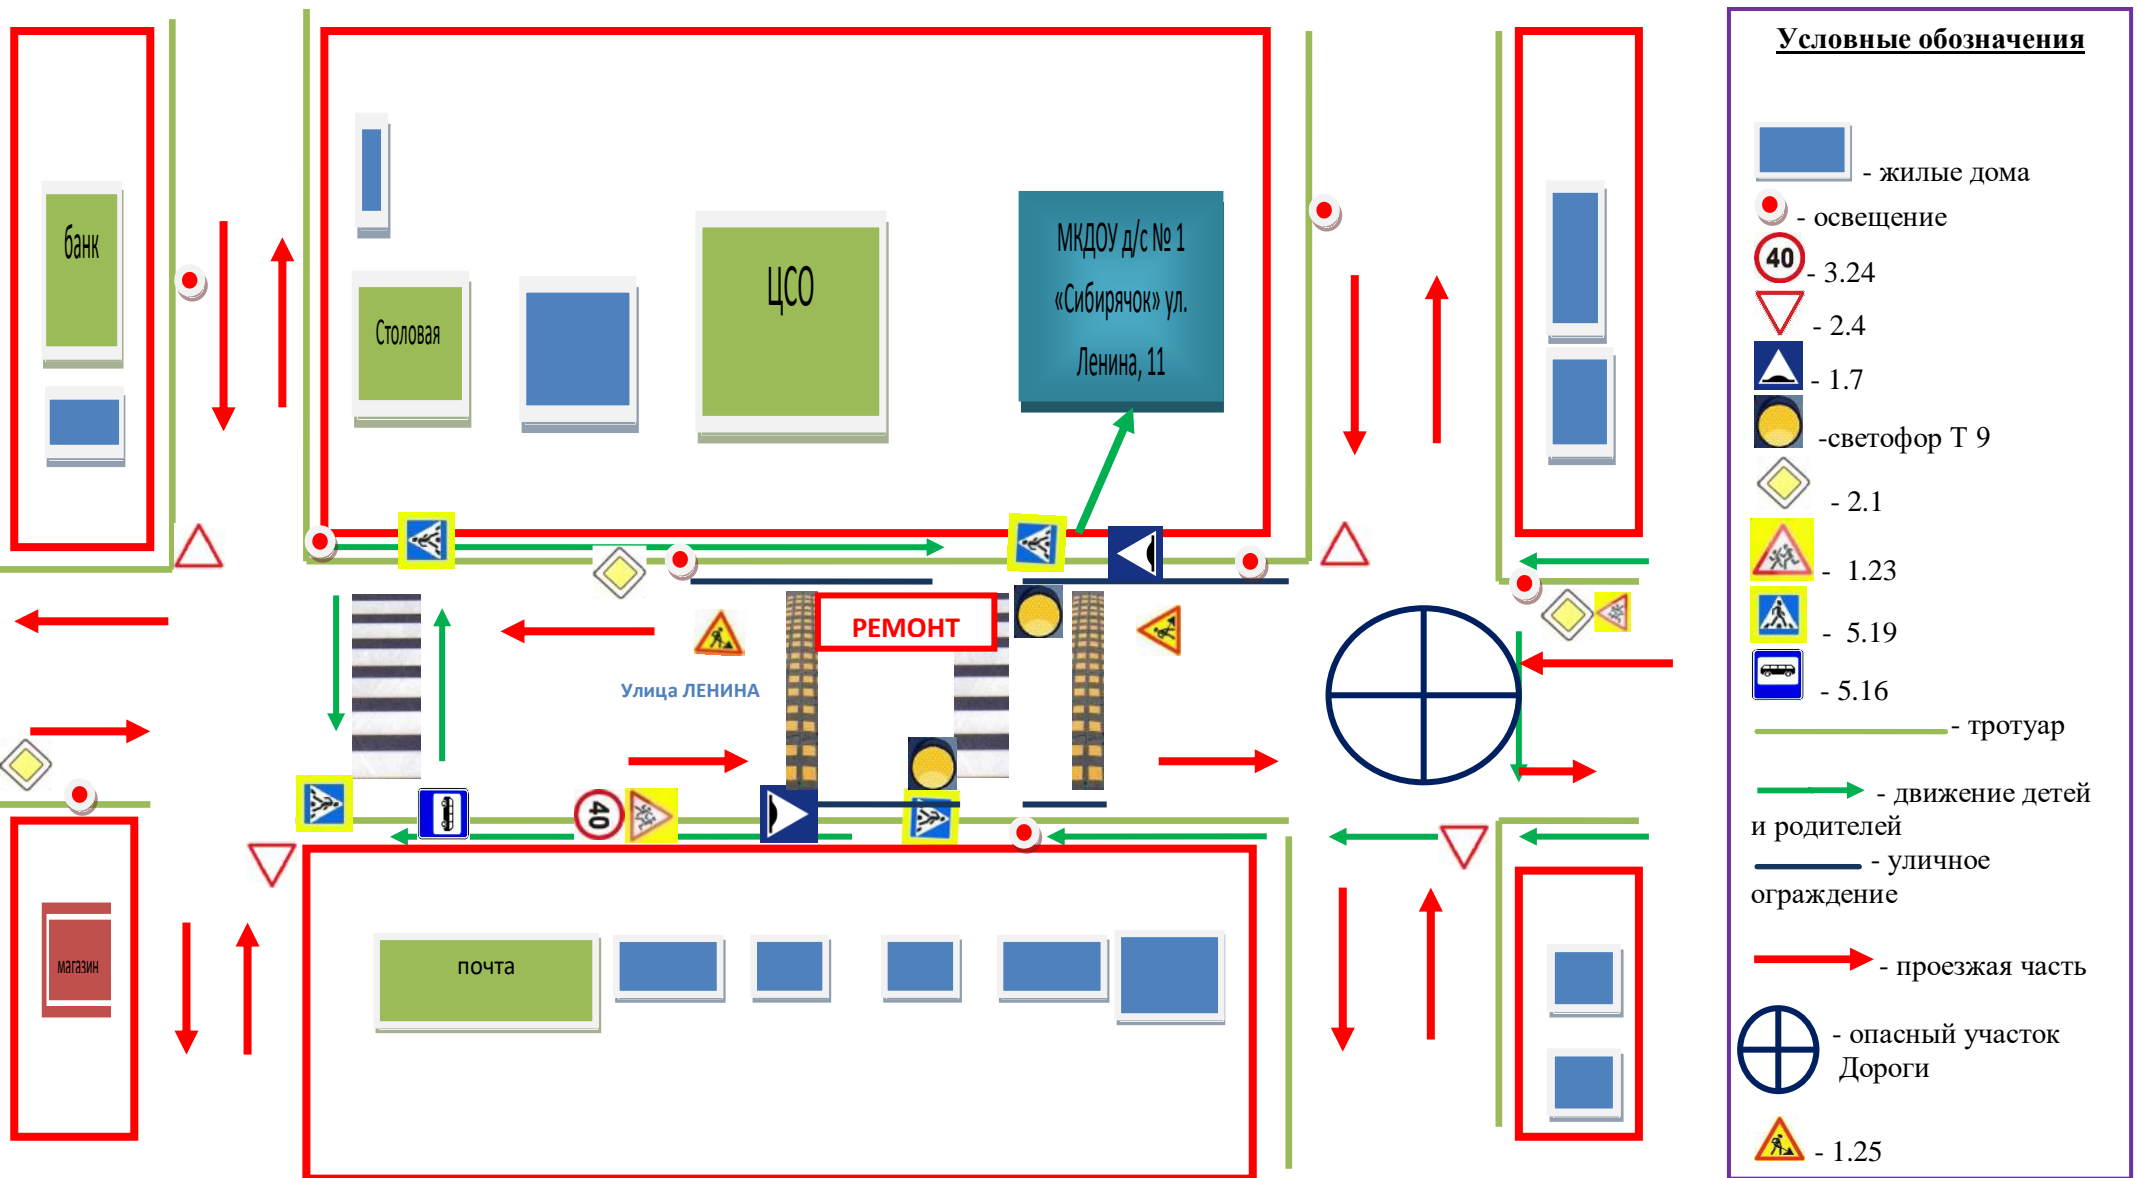 банк
Столовая
ЦСО
МКДОУ д/с № 1
«Сибирячок» ул.
Ленина, 11
РЕМОНТ
Улица ЛЕНИНА
40
магазин
почта
Условные обозначения
- жилые дома
- освещение
40 - 3.24
- 2.4
- 1.7
-светофор Т 9
- 2.1
- 1.23
- 5.19
- 5.16
- тротуар
- движение детей
и родителей
- уличное
ограждение
- проезжая часть
- опасный участок
Дороги
- 1.25